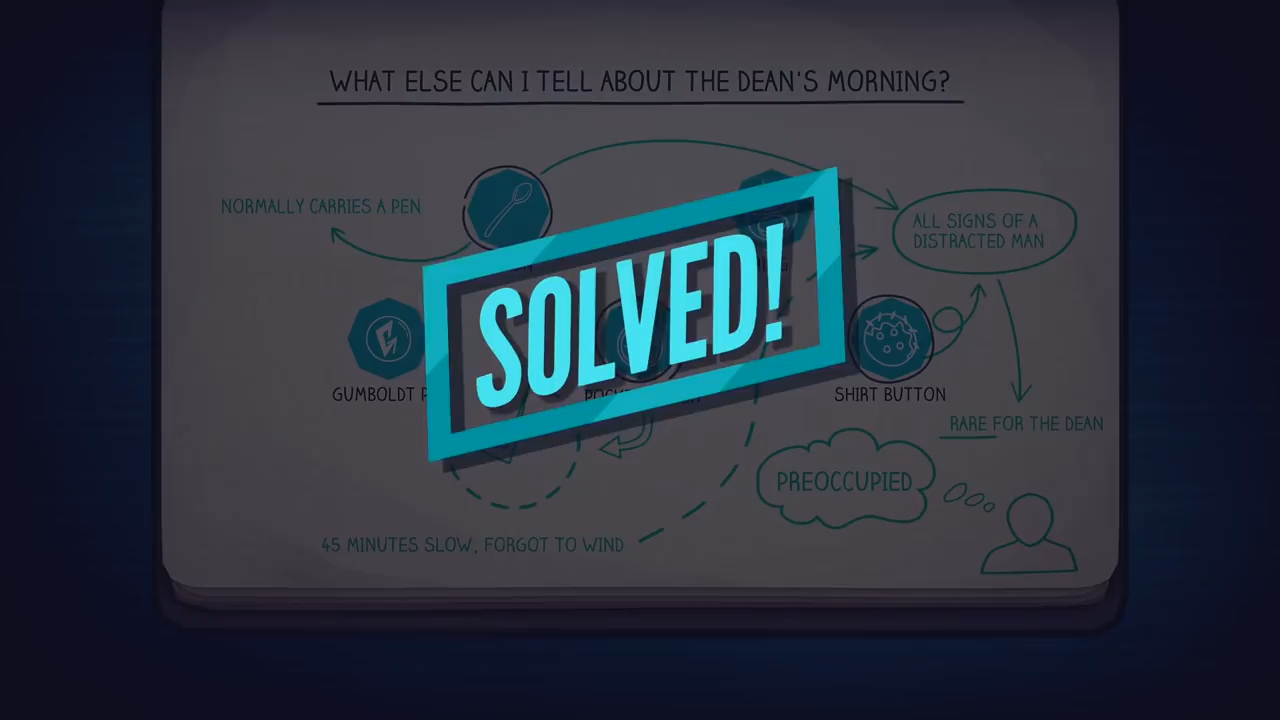 WHAT ELSE CAN I TELL ABOUT THE DEAN'S MORNING?
NORMALLY CARRIES A PEN
ALL SIGNS OF A
DISTRACTED MAN
SOLVED!
GUMBOLDT
SHIRT BUTTON
RARE FOR THE DEAN
PREOCCUPIED
45 MINUTES SLOW, FORGOT TO WIND